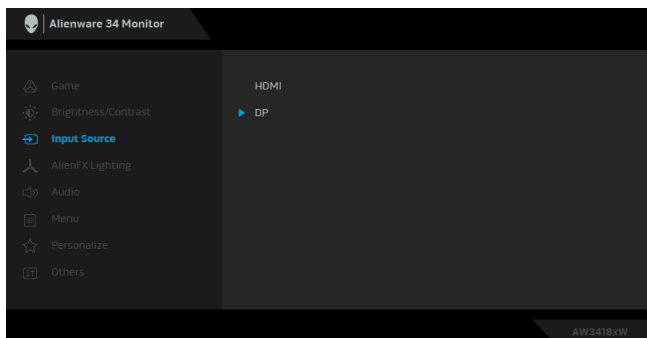 Alienware 34 Monitor
Game
HDMI
Brightness/Contrast
DP
Input Source
AlienFX Lighting
Audio
Menu
Personalize
Others
AW3418xW